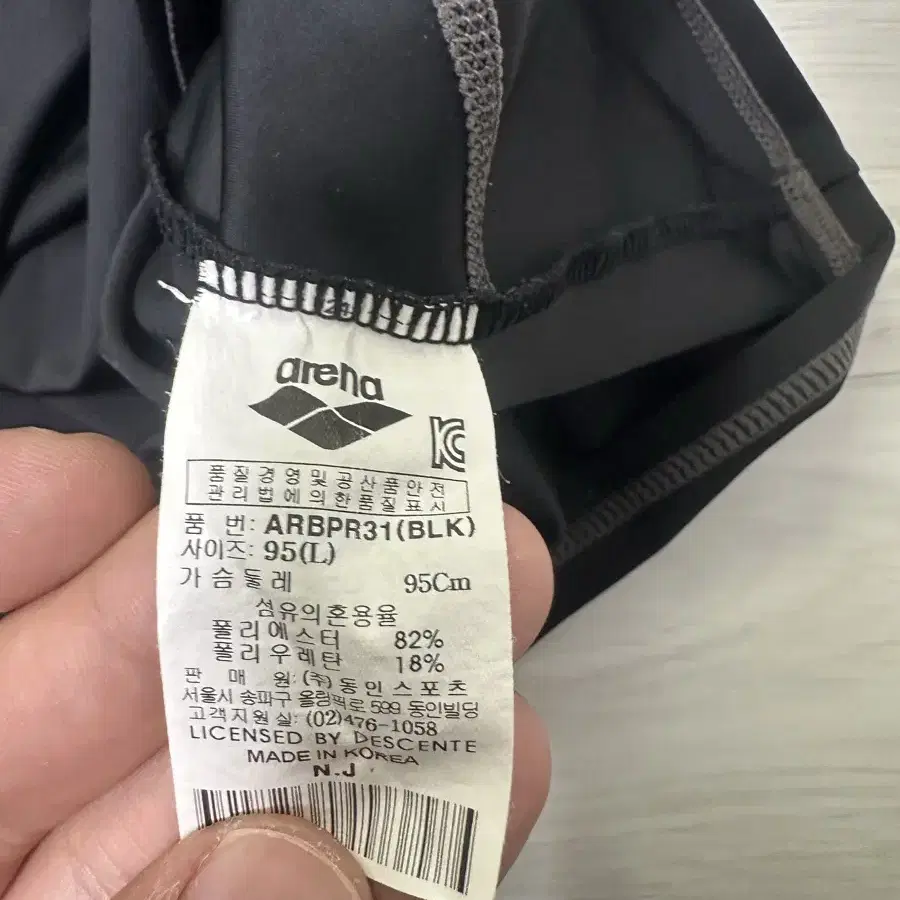 arena
품질경영및공산품안전
관리법에의한품질표시
품 번: ARBPR31(BLK)
사이즈: 95(L)
가슴둘레 95Cm
섬유의혼용율
폴리에스터 82%
폴리우레탄 18%
판 매 원: (주)동인스포츠
서울시 송파구 올림픽로 599 동인빌딩
고객지원실: (02)476-1058
LICENSED BY DESCENTE
MADE IN KOREA
N.J